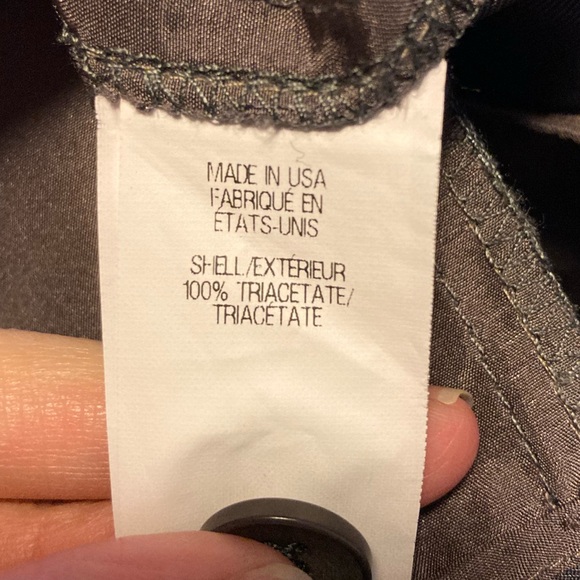 MADE IN USA
FABRIQUÉ EN
ÉTATS-UNIS
SHELL/EXTÉRIEUR
100% TRIACETATE/
TRIACÉTATE